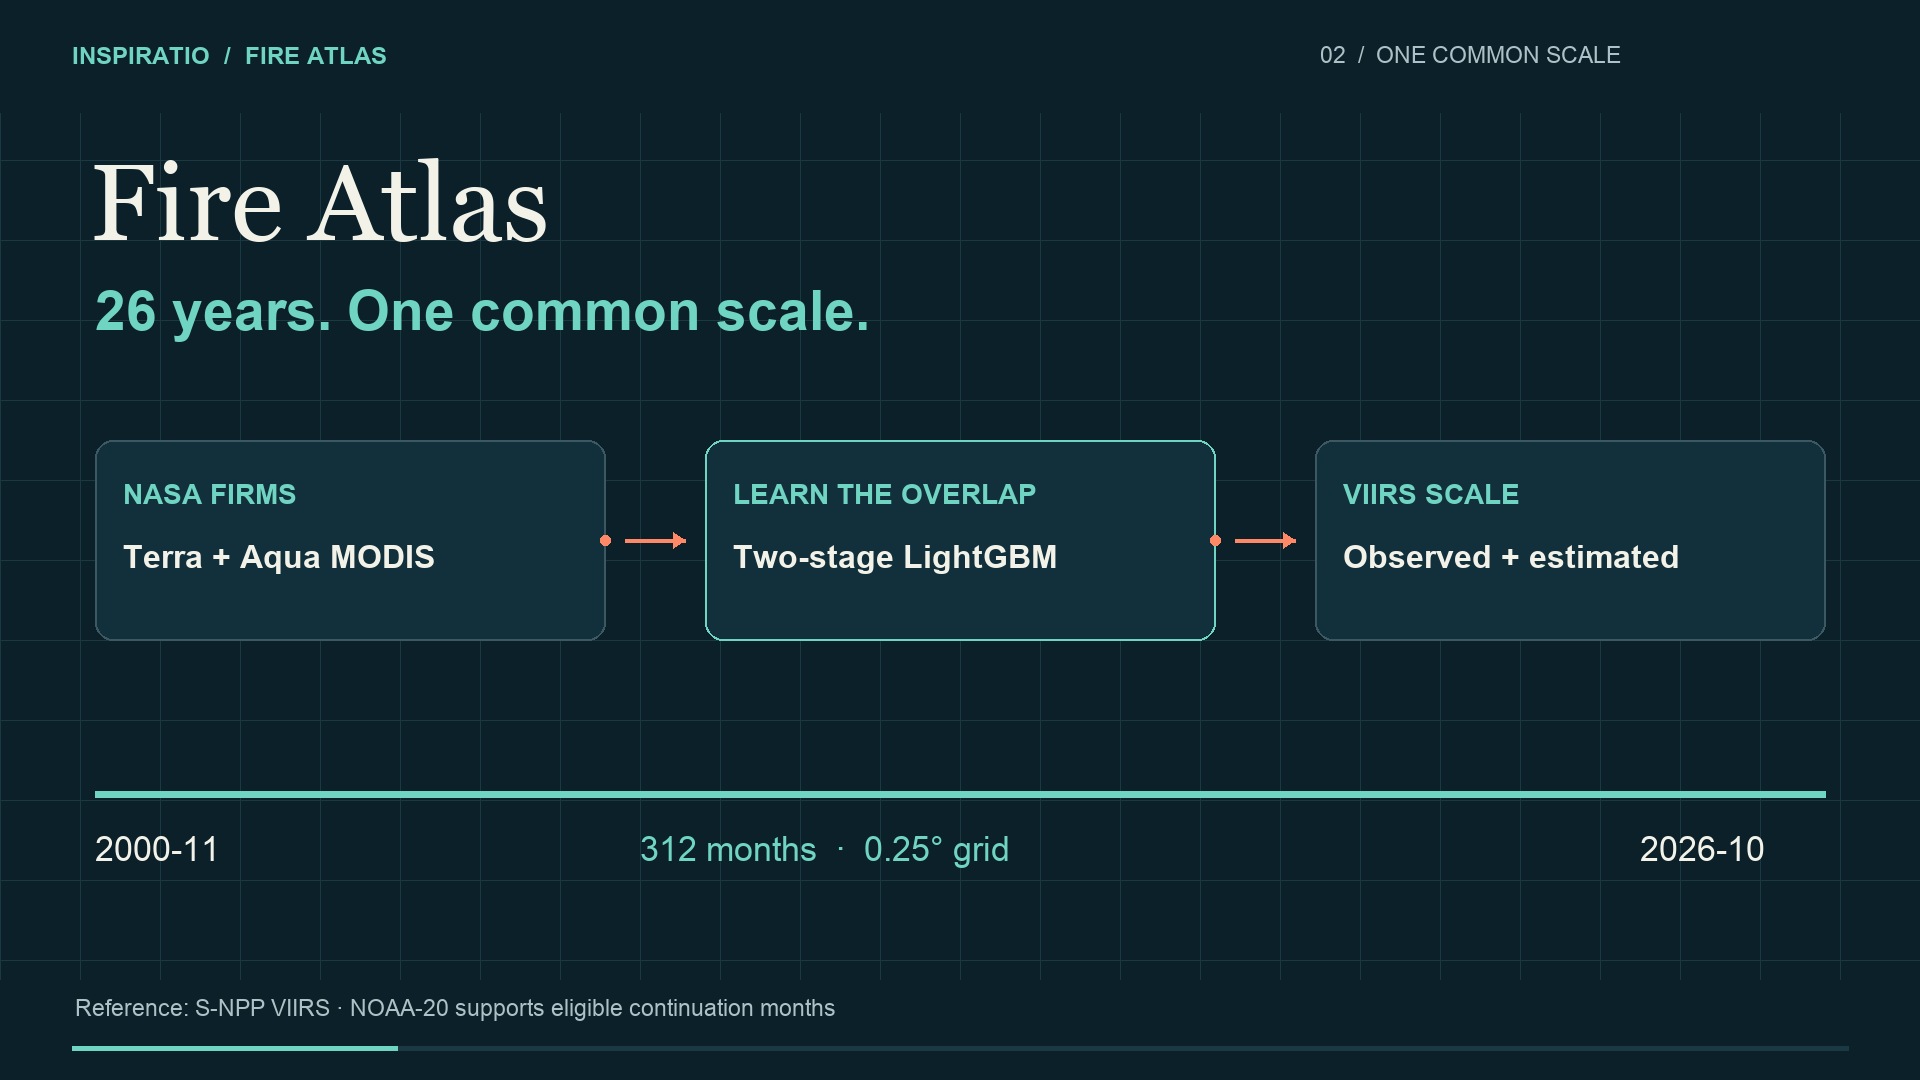 INSPIRATIO / FIRE ATLAS
02 / ONE COMMON SCALE
Fire Atlas
26 years. One common scale.
NASA FIRMS
Terra + Aqua MODIS
LEARN THE OVERLAP
Two-stage LightGBM
VIIRS SCALE
Observed + estimated
2000-11
312 months · 0.25° grid
2026-10
Reference: S-NPP VIIRS · NOAA-20 supports eligible continuation months